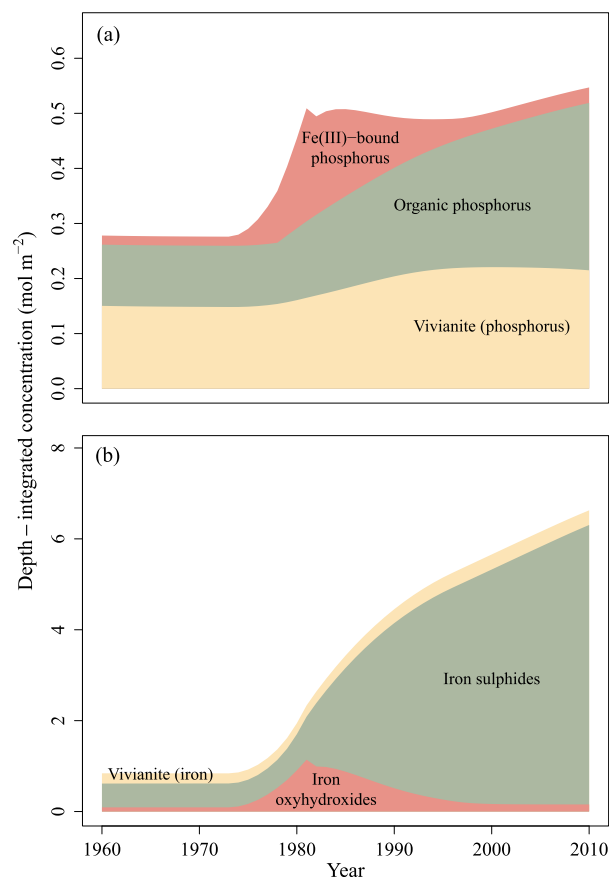 (a)
0.6
0.5
0.4
0.3
0.2
0.1
0.0
Fe(III)−bound
phosphorus
Organic phosphorus
Vivianite (phosphorus)
Depth − integrated concentration (mol m⁻²)
(b)
8
6
4
2
0
Iron sulphides
Vivianite (iron)
Iron
oxyhydroxides
1960 1970 1980 1990 2000 2010
Year